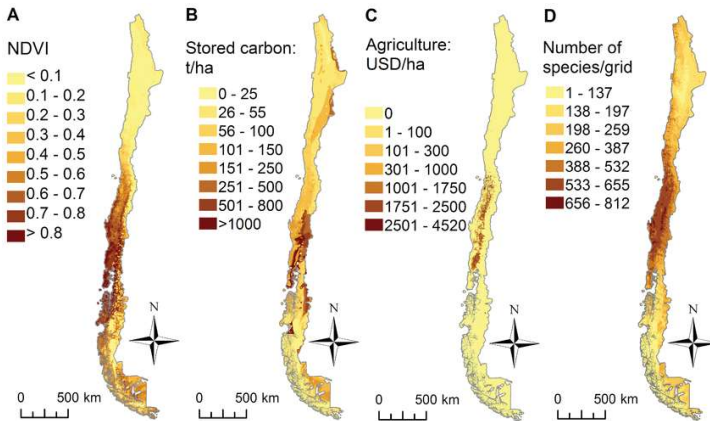 A
NDVI
< 0.1
0.1 - 0.2
0.2 - 0.3
0.3 - 0.4
0.4 - 0.5
0.5 - 0.6
0.6 - 0.7
0.7 - 0.8
> 0.8
N
0 500 km
B
Stored carbon:
t/ha
0 - 25
26 - 55
56 - 100
101 - 150
151 - 250
251 - 500
501 - 800
>1000
N
0 500 km
C
Agriculture:
USD/ha
0
1 - 100
101 - 300
301 - 1000
1001 - 1750
1751 - 2500
2501 - 4520
N
0 500 km
D
Number of
species/grid
1 - 137
138 - 197
198 - 259
260 - 387
388 - 532
533 - 655
656 - 812
N
0 500 km